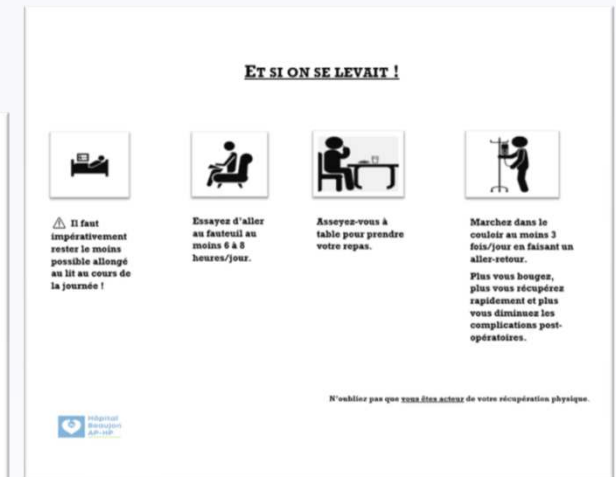 ET SI ON SE LEVAIT !
⚠ Il faut
impérativement
rester le moins
possible allongé
au lit au cours de
la journée !
Essayez d'aller
au fauteuil au
moins 6 à 8
heures/jour.
Asseyez-vous à
table pour prendre
votre repas.
Marchez dans le
couloir au moins 3
fois/jour en faisant un
aller-retour.
Plus vous bougez,
plus vous récupérez
rapidement et plus
vous diminuez les
complications post-
opératoires.
N'oublier pas que vous êtes acteur de votre récupération physique.
Hôpital
Beaujon
AP-HP